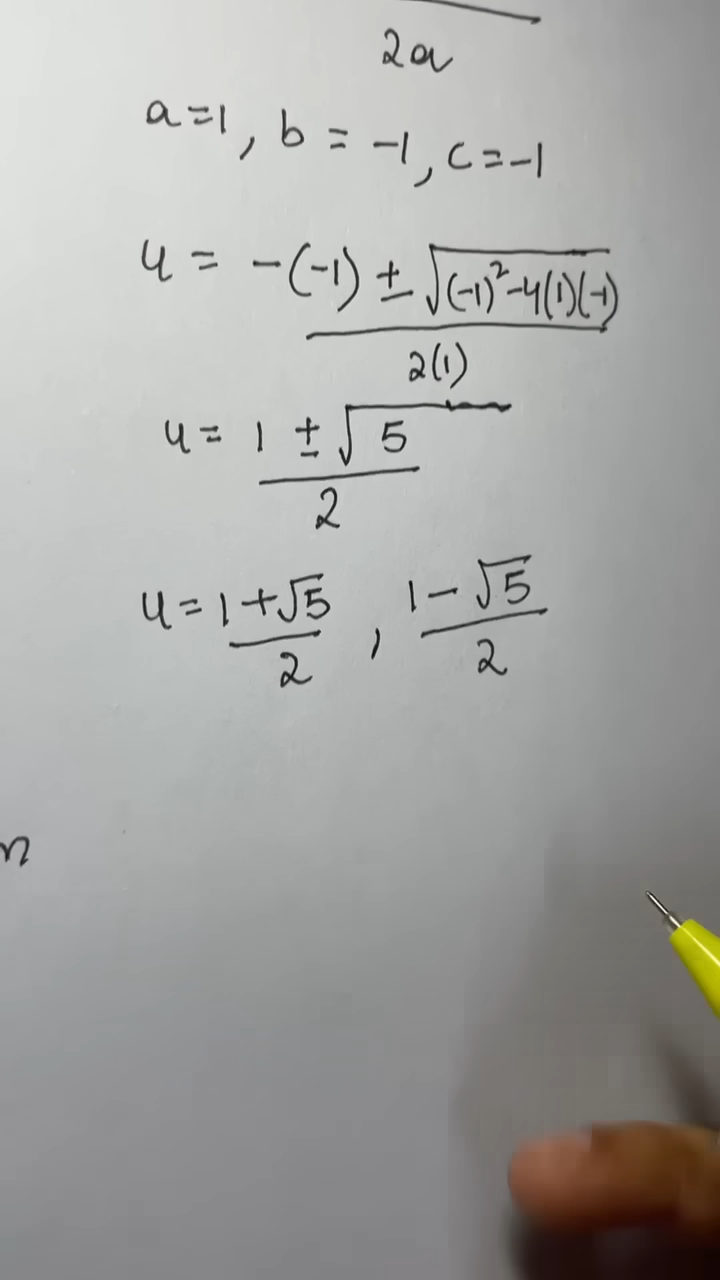 2a
a=1, b = -1, c=-1
u = -(-1) ± √(-1)²-4(1)(-1)
2(1)
u = 1 ± √5
2
u = 1+√5 , 1-√5
2 2
n